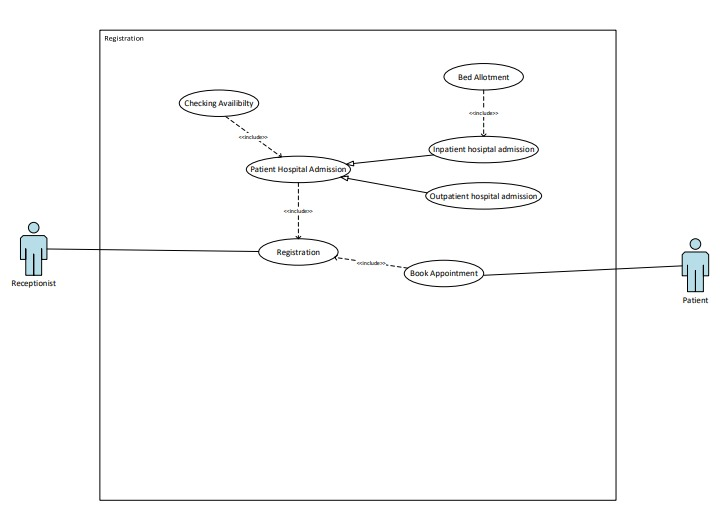 Registration
Bed Allotment
Checking Availibilty
<<include>>
<<include>>
Inpatient hosiptal admission
Patient Hospital Admission
Outpatient hospital admission
<<include>>
Registration
<<include>>
Book Appointment
Receptionist
Patient